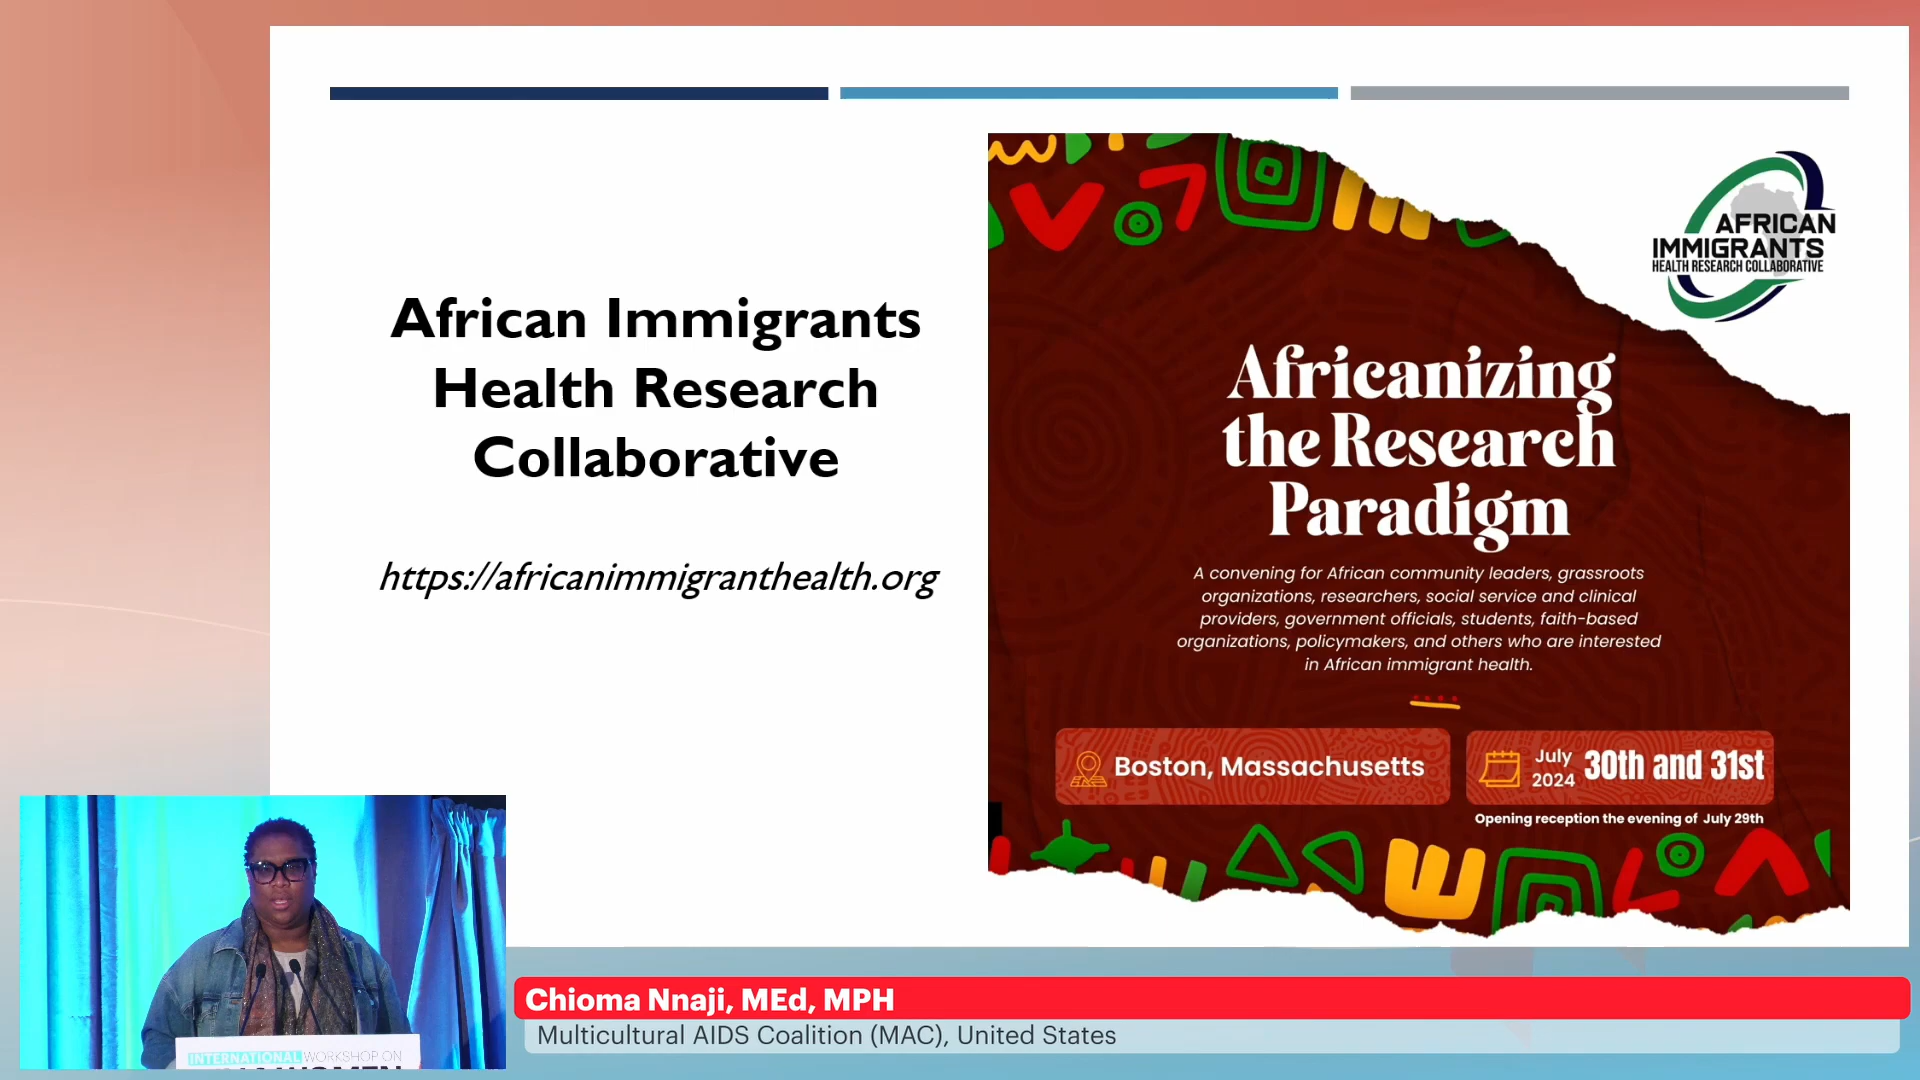 African Immigrants
Health Research
Collaborative
https://africanimmigranthealth.org
AFRICAN
IMMIGRANTS
HEALTH RESEARCH COLLABORATIVE
Africanizing
the Research
Paradigm
A convening for African community leaders, grassroots
organizations, researchers, social service and clinical
providers, government officials, students, faith-based
organizations, policymakers, and others who are interested
in African immigrant health.
Boston, Massachusetts
July
2024
30th and 31st
Opening reception the evening of July 29th
INTERNATIONAL WORKSHOP ON
Chioma Nnaji, MEd, MPH
Multicultural AIDS Coalition (MAC), United States